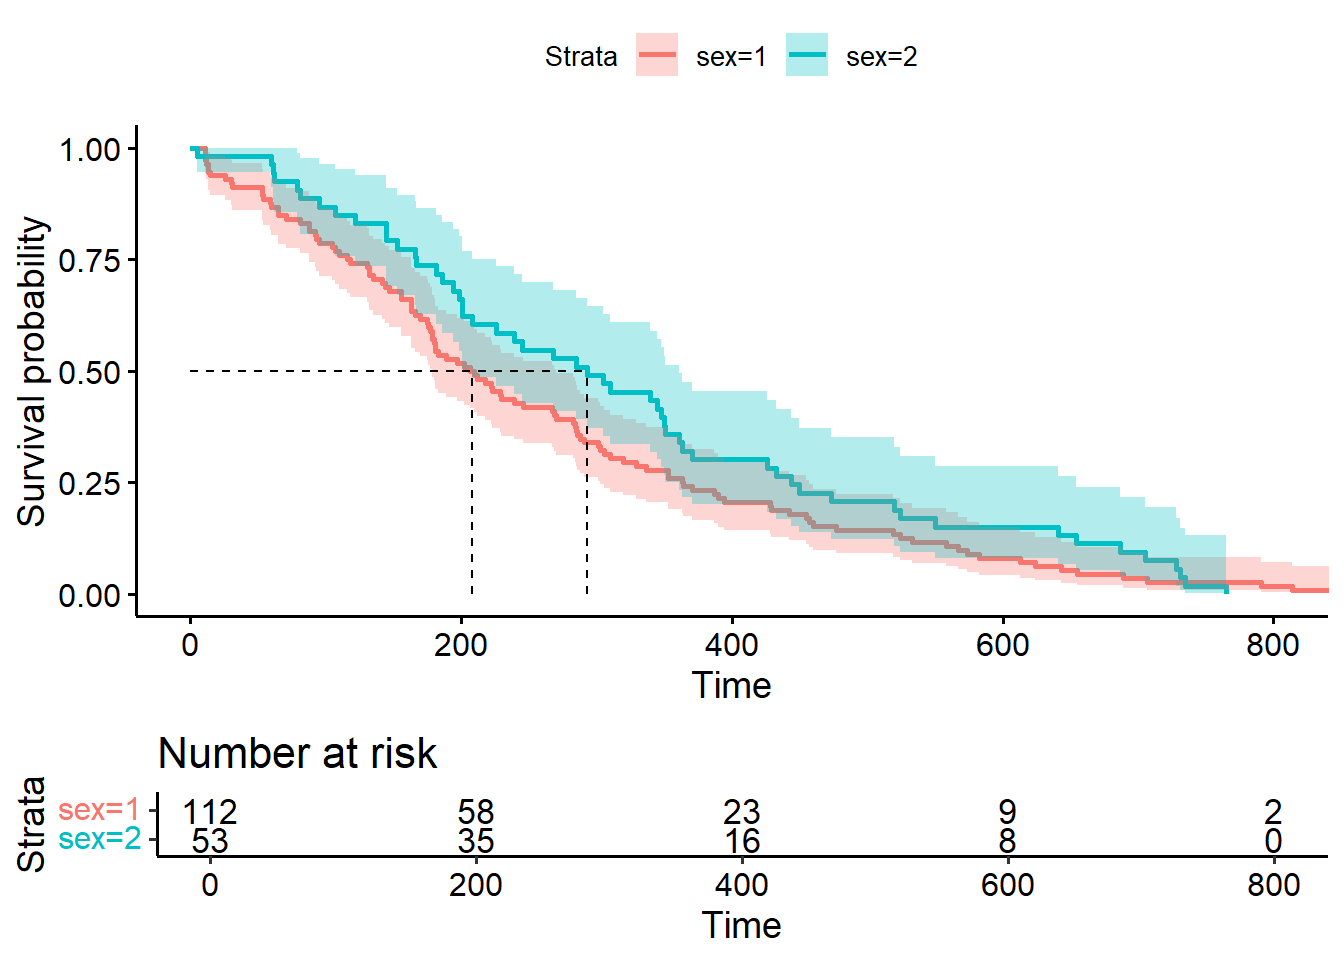 Strata sex=1 sex=2
Survival probability
1.00
0.75
0.50
0.25
0.00
0 200 400 600 800
Time
Number at risk
Strata
sex=1 112 58 23 9 2
sex=2 53 35 16 8 0
0 200 400 600 800
Time